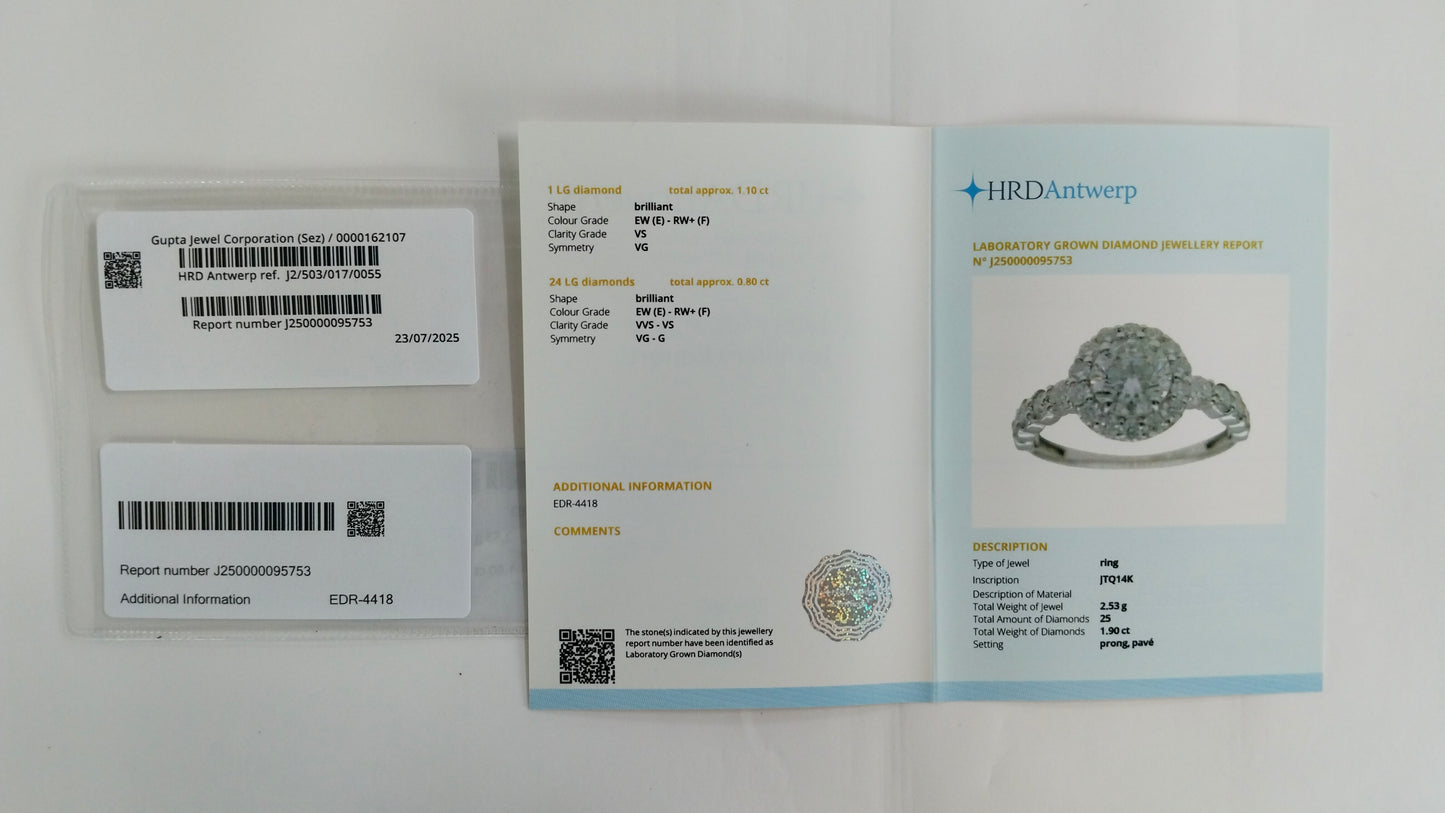 Gupta Jewel Corporation (Sez) / 0000162107
HRD Antwerp ref. J2/503/017/0055
Report number J250000095753
23/07/2025
Report number J250000095753
Additional Information EDR-4418
1 LG diamond total approx. 1.10 ct
Shape brilliant
Colour Grade EW (E) - RW+ (F)
Clarity Grade VS
Symmetry VG
24 LG diamonds total approx. 0.80 ct
Shape brilliant
Colour Grade EW (E) - RW+ (F)
Clarity Grade VVS - VS
Symmetry VG - G
ADDITIONAL INFORMATION
EDR-4418
COMMENTS
The stone(s) indicated by this jewellery
report number have been identified as
Laboratory Grown Diamond(s)
HRDAntwerp
LABORATORY GROWN DIAMOND JEWELLERY REPORT
N° J250000095753
DESCRIPTION
Type of Jewel ring
Inscription JTQ14K
Description of Material
Total Weight of Jewel 2.53 g
Total Amount of Diamonds 25
Total Weight of Diamonds 1.90 ct
Setting prong, pavé